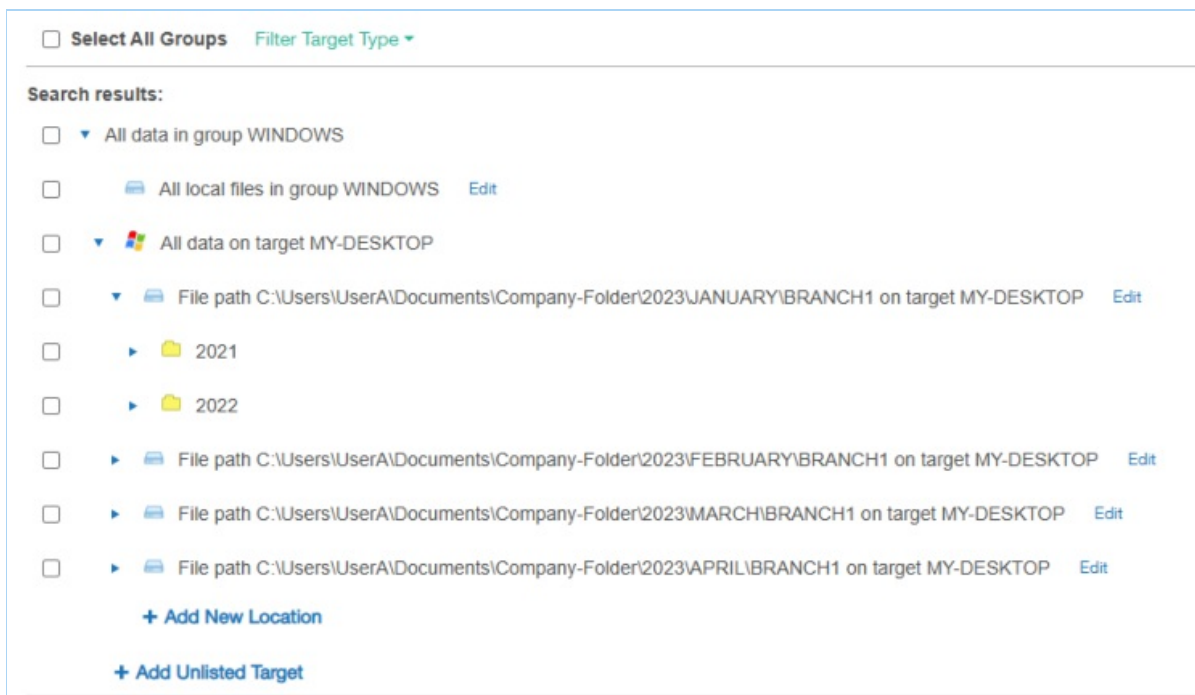 Select All Groups Filter Target Type
Search results:
All data in group WINDOWS
All local files in group WINDOWS Edit
All data on target MY-DESKTOP
File path C:\Users\UserA\Documents\Company-Folder\2023\JANUARY\BRANCH1 on target MY-DESKTOP Edit
2021
2022
File path C:\Users\UserA\Documents\Company-Folder\2023\FEBRUARY\BRANCH1 on target MY-DESKTOP Edit
File path C:\Users\UserA\Documents\Company-Folder\2023\MARCH\BRANCH1 on target MY-DESKTOP Edit
File path C:\Users\UserA\Documents\Company-Folder\2023\APRIL\BRANCH1 on target MY-DESKTOP Edit
+ Add New Location
+ Add Unlisted Target